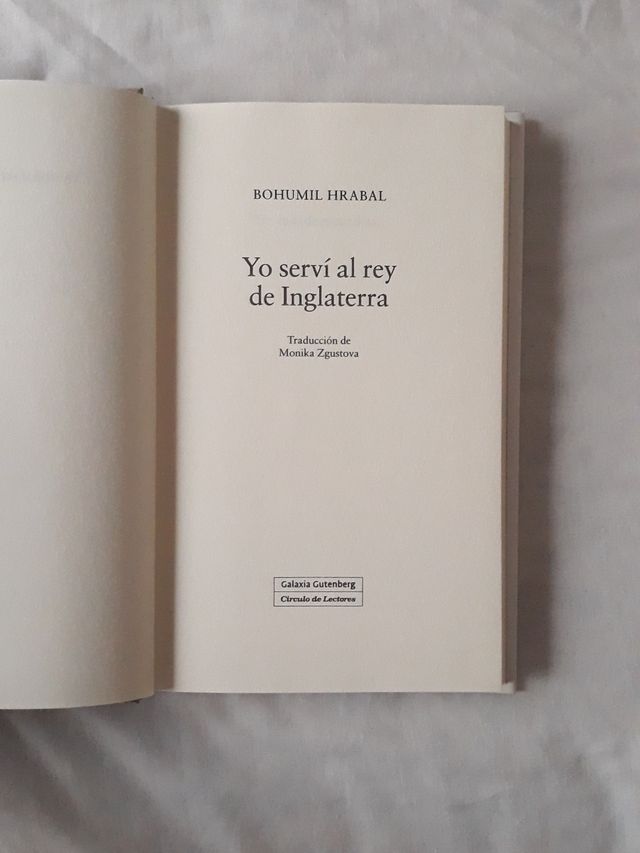 BOHUMIL HRABAL
Yo serví al rey
de Inglaterra
Traducción de
Monika Zgustova
Galaxia Gutenberg
Círculo de Lectores